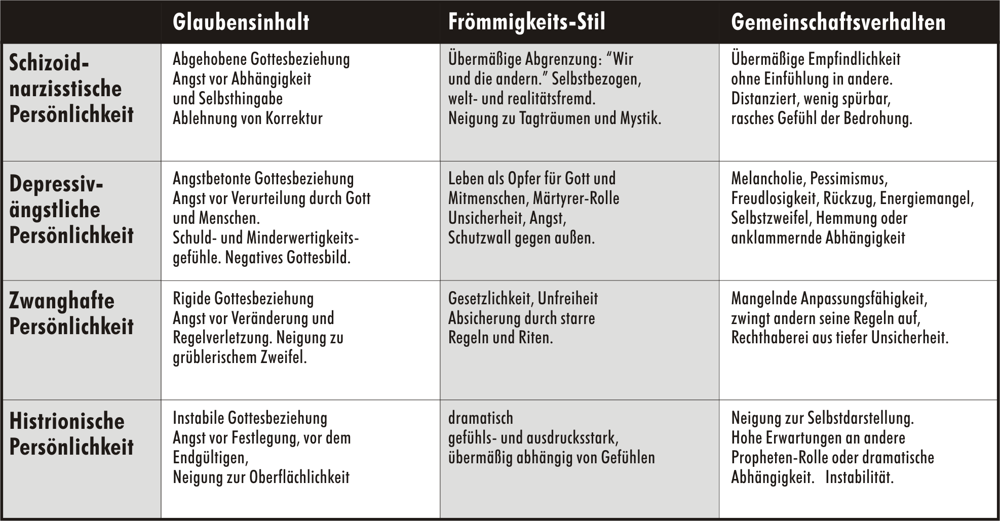 Glaubensinhalt
Frömmigkeits-Stil
Gemeinschaftsverhalten
Schizoid-
narzisstische
Persönlichkeit
Abgehobene Gottesbeziehung
Angst vor Abhängigkeit
und Selbsthingabe
Ablehnung von Korrektur
Übermäßige Abgrenzung: “Wir
und die andern.” Selbstbezogen,
welt- und realitätsfremd.
Neigung zu Tagträumen und Mystik.
Übermäßige Empfindlichkeit
ohne Einfühlung in andere.
Distanziert, wenig spürbar,
rasches Gefühl der Bedrohung.
Depressiv-
ängstliche
Persönlichkeit
Angstbetonte Gottesbeziehung
Angst vor Verurteilung durch Gott
und Menschen.
Schuld- und Minderwertigkeits-
gefühle. Negatives Gottesbild.
Leben als Opfer für Gott und
Mitmenschen, Märtyrer-Rolle
Unsicherheit, Angst,
Schutzwall gegen außen.
Melancholie, Pessimismus,
Freudlosigkeit, Rückzug, Energiemangel,
Selbstzweifel, Hemmung oder
anklammernde Abhängigkeit
Zwanghafte
Persönlichkeit
Rigide Gottesbeziehung
Angst vor Veränderung und
Regelverletzung. Neigung zu
grüblerischem Zweifel.
Gesetzlichkeit, Unfreiheit
Absicherung durch starre
Regeln und Riten.
Mangelnde Anpassungsfähigkeit,
zwingt andern seine Regeln auf,
Rechthaberei aus tiefer Unsicherheit.
Histrionische
Persönlichkeit
Instabile Gottesbeziehung
Angst vor Festlegung, vor dem
Endgültigen,
Neigung zur Oberflächlichkeit
dramatisch
gefühls- und ausdrucksstark,
übermäßig abhängig von Gefühlen
Neigung zur Selbstdarstellung.
Hohe Erwartungen an andere
Propheten-Rolle oder dramatische
Abhängigkeit. Instabilität.